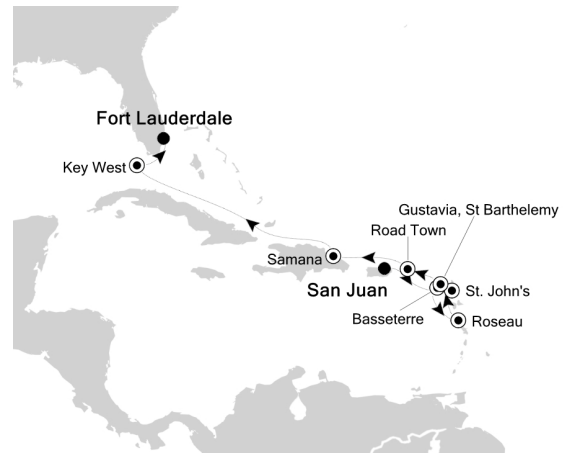 Fort Lauderdale
Key West
Gustavia, St Barthelemy
Road Town
Samana
San Juan
St. John's
Basseterre
Roseau